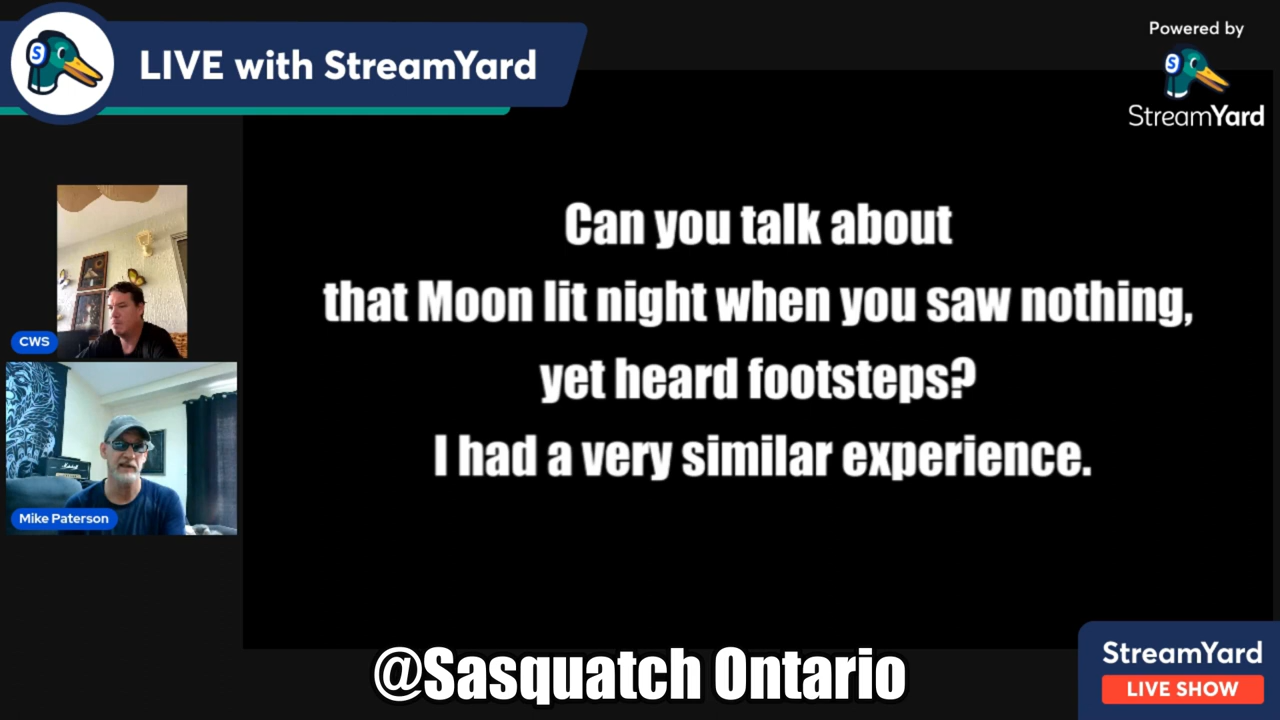 S
LIVE with StreamYard
Powered by
S
StreamYard
Can you talk about
that Moon lit night when you saw nothing,
yet heard footsteps?
I had a very similar experience.
CWS
Marshall
Mike Paterson
@Sasquatch Ontario
StreamYard
LIVE SHOW